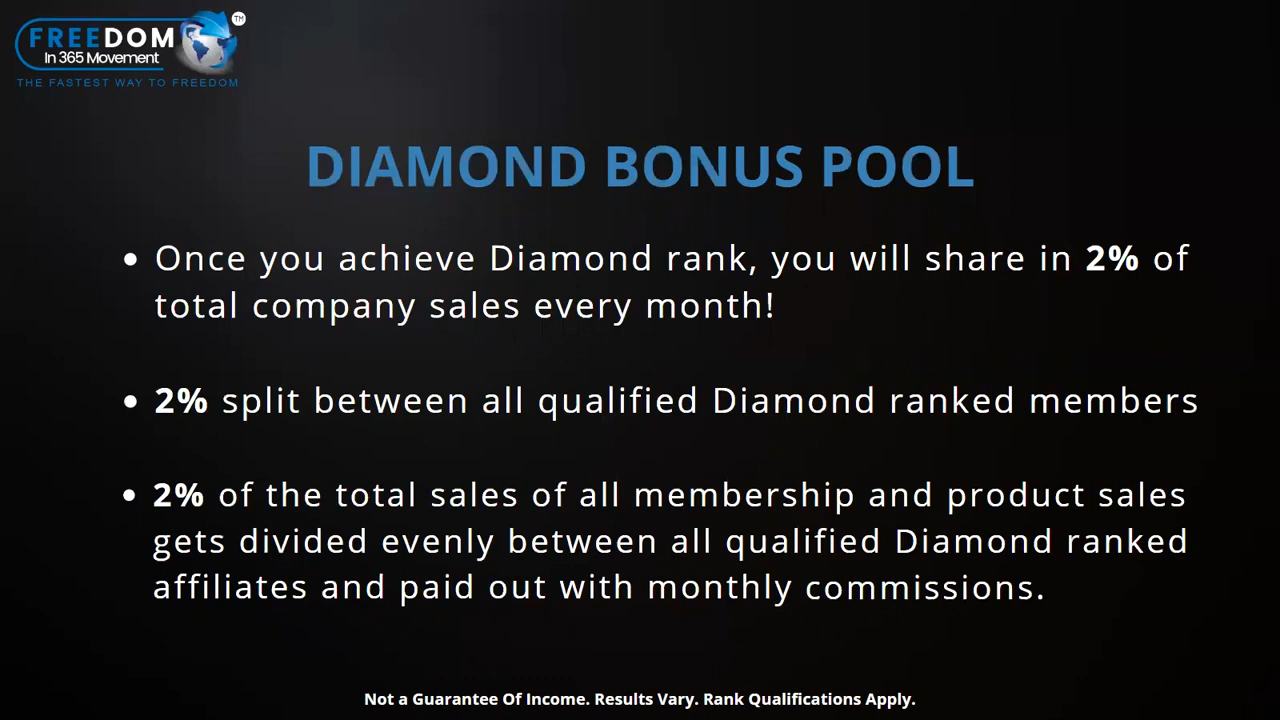 FREEDOM
TM
In 365 Movement
THE FASTEST WAY TO FREEDOM
DIAMOND BONUS POOL
• Once you achieve Diamond rank, you will share in 2% of
total company sales every month!
• 2% split between all qualified Diamond ranked members
• 2% of the total sales of all membership and product sales
gets divided evenly between all qualified Diamond ranked
affiliates and paid out with monthly commissions.
Not a Guarantee Of Income. Results Vary. Rank Qualifications Apply.